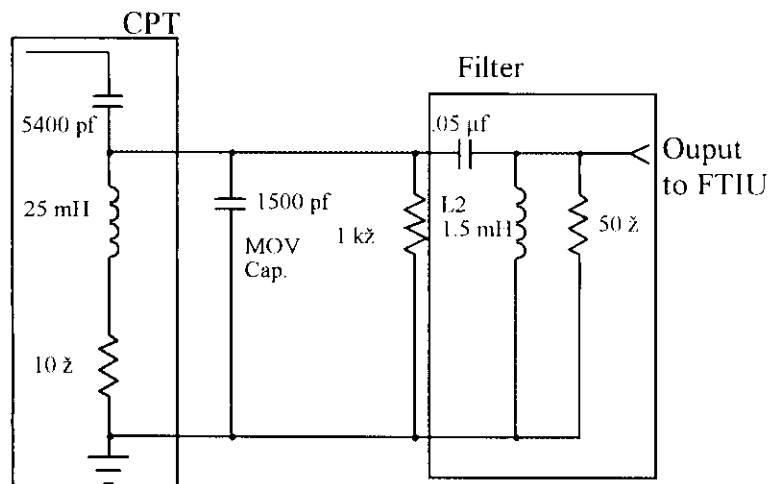 CPT
Filter
5400 pf
.05 µf
Ouput
to FTIU
25 mH
1500 pf
L2
1.5 mH
50 ž
1 kž
MOV
Cap.
10 ž